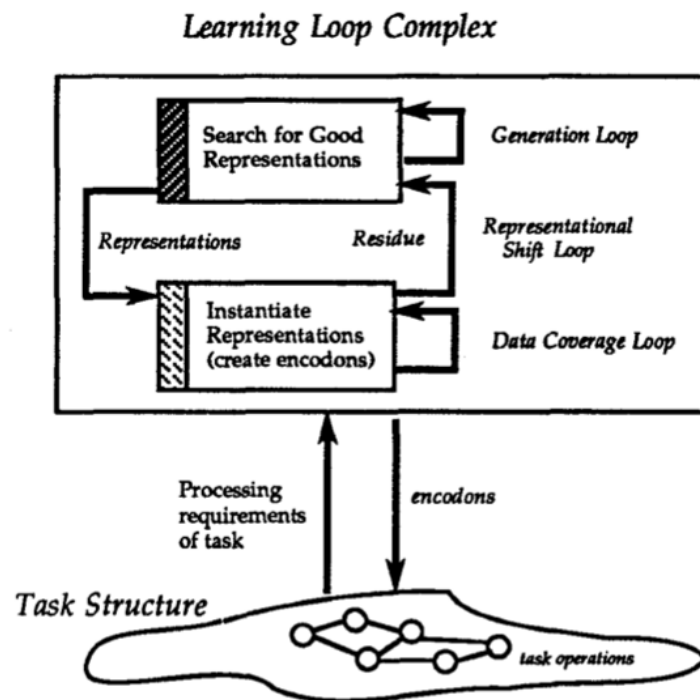 Learning Loop Complex
Search for Good
Representations
Generation Loop
Representations
Residue
Representational
Shift Loop
Instantiate
Representations
(create encodons)
Data Coverage Loop
Processing
requirements
of task
encodons
Task Structure
task operations